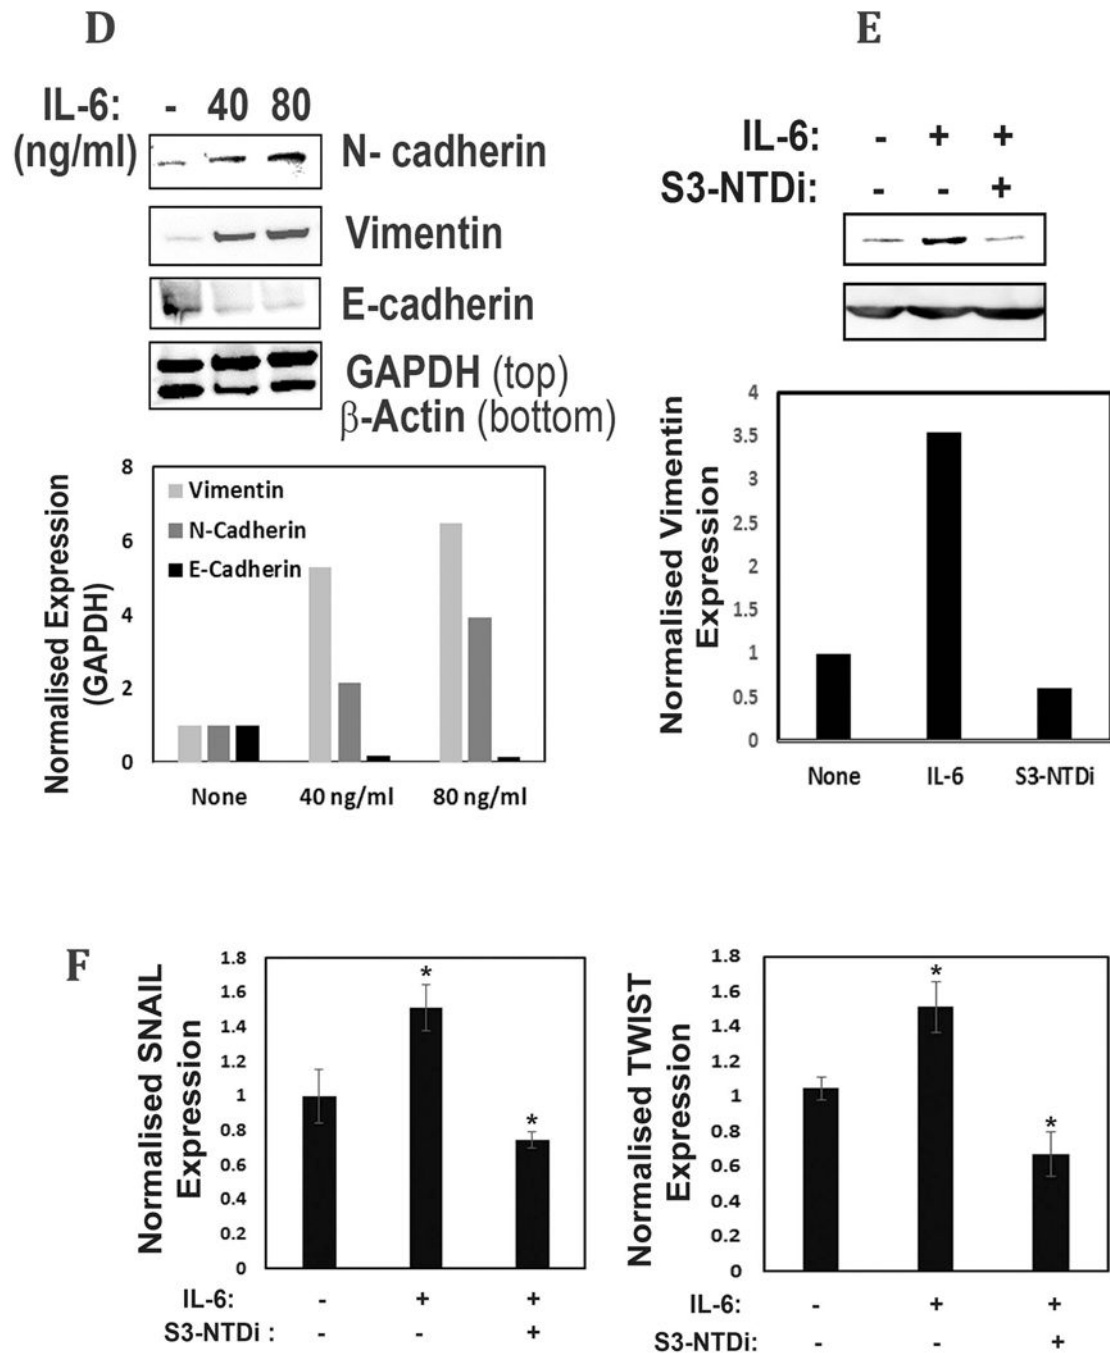 D
IL-6: - 40 80
(ng/ml)
N- cadherin
Vimentin
E-cadherin
GAPDH (top)
β-Actin (bottom)
Normalised Expression
(GAPDH)
8
6
4
2
0
Vimentin
N-Cadherin
E-Cadherin
None 40 ng/ml 80 ng/ml
E
IL-6: - + +
S3-NTDi: - - +
Normalised Vimentin
Expression
4
3.5
3
2.5
2
1.5
1
0.5
0
None IL-6 S3-NTDi
F
Normalised SNAIL
Expression
1.8
1.6
1.4
1.2
1
0.8
0.6
0.4
0.2
0
*
*
IL-6: - + +
S3-NTDi : - - +
Normalised TWIST
Expression
1.8
1.6
1.4
1.2
1
0.8
0.6
0.4
0.2
0
*
*
IL-6: - + +
S3-NTDi: - - +